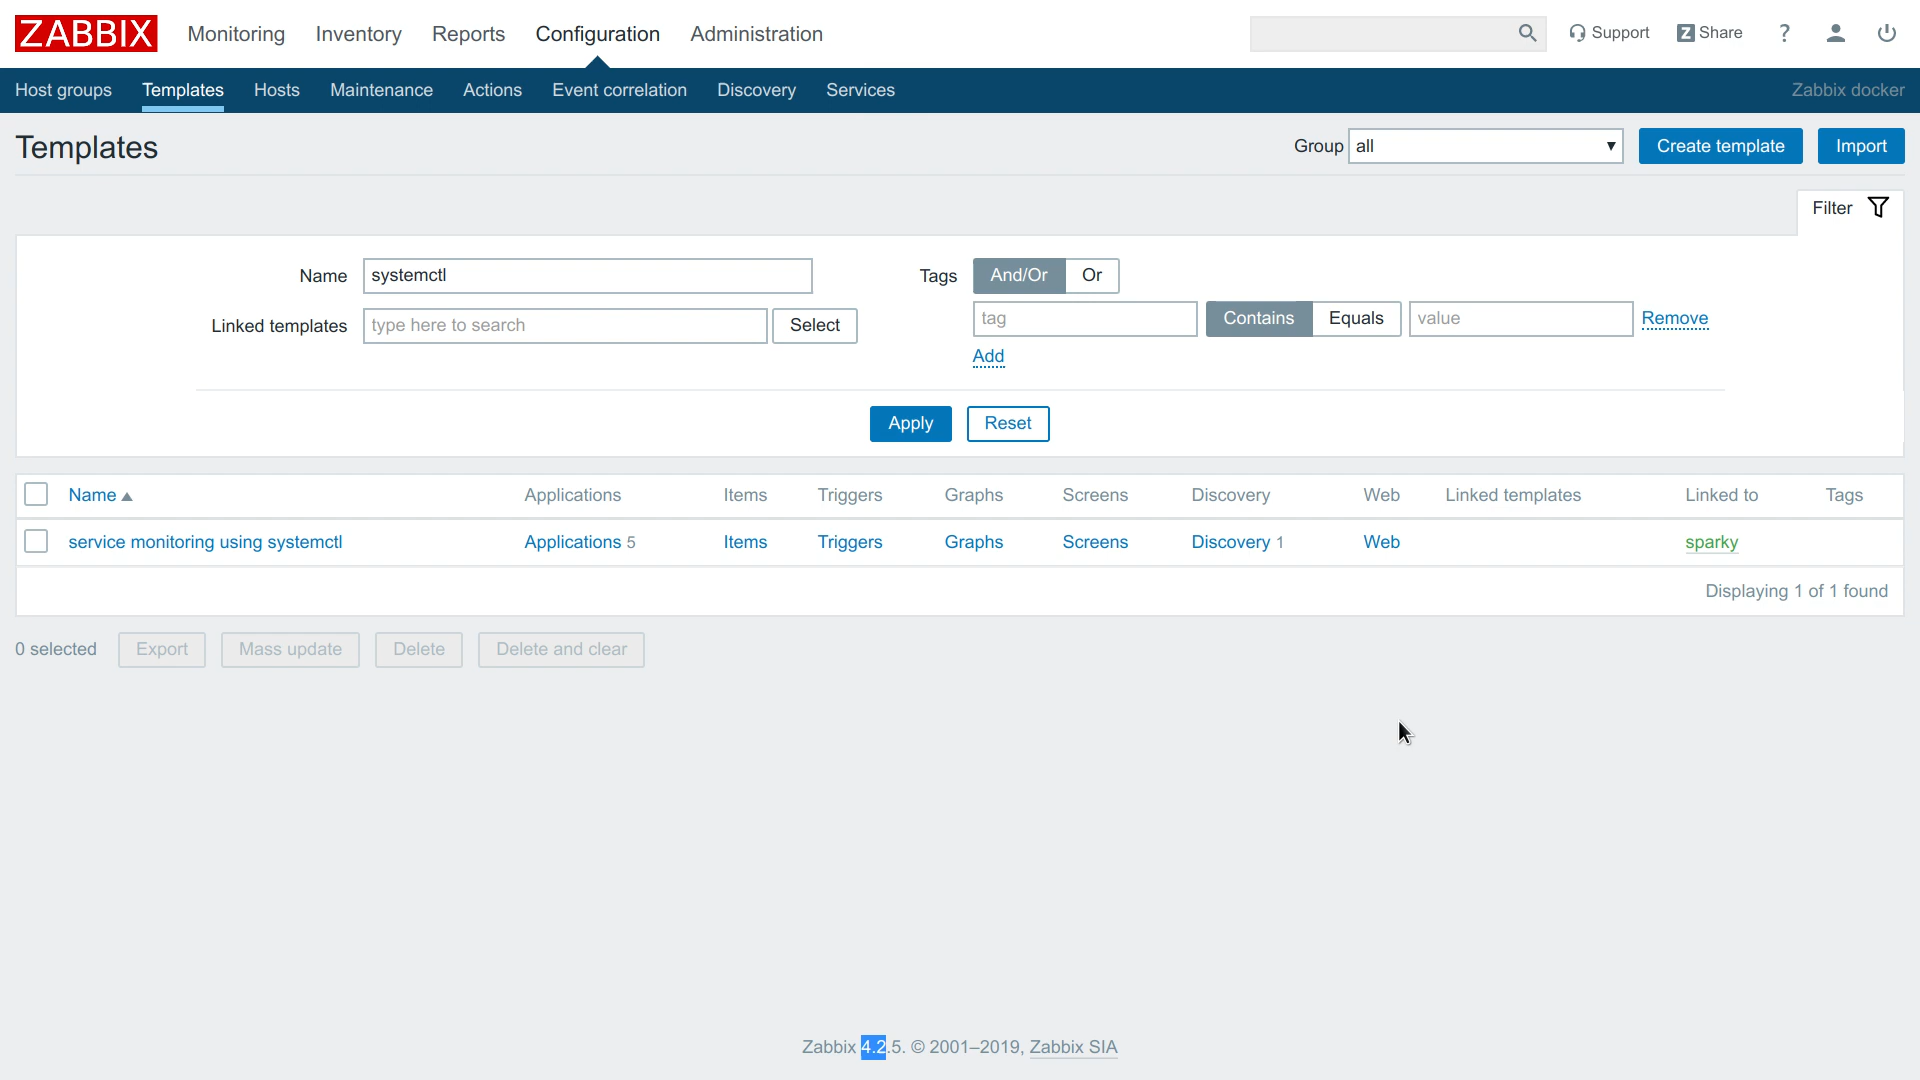 ZABBIX Monitoring Inventory Reports Configuration Administration Support Z Share ?
Host groups Templates Hosts Maintenance Actions Event correlation Discovery Services Zabbix docker
Templates Group all Create template Import
Filter
Name systemctl Tags And/Or Or
Linked templates type here to search Select tag Contains Equals value Remove
Add
Apply Reset
Name Applications Items Triggers Graphs Screens Discovery Web Linked templates Linked to Tags
service monitoring using systemctl Applications 5 Items Triggers Graphs Screens Discovery 1 Web sparky
Displaying 1 of 1 found
0 selected Export Mass update Delete Delete and clear
Zabbix 4.2.5. © 2001–2019, Zabbix SIA